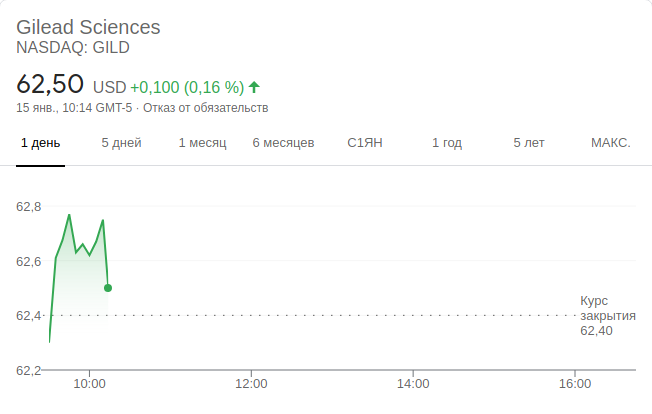 Gilead Sciences
NASDAQ: GILD
62,50 USD +0,100 (0,16 %)
15 янв., 10:14 GMT-5 · Отказ от обязательств
1 день 5 дней 1 месяц 6 месяцев С1ЯН 1 год 5 лет МАКС.
62,8
62,6
62,4
Курс
закрытия
62,40
62,2
10:00 12:00 14:00 16:00